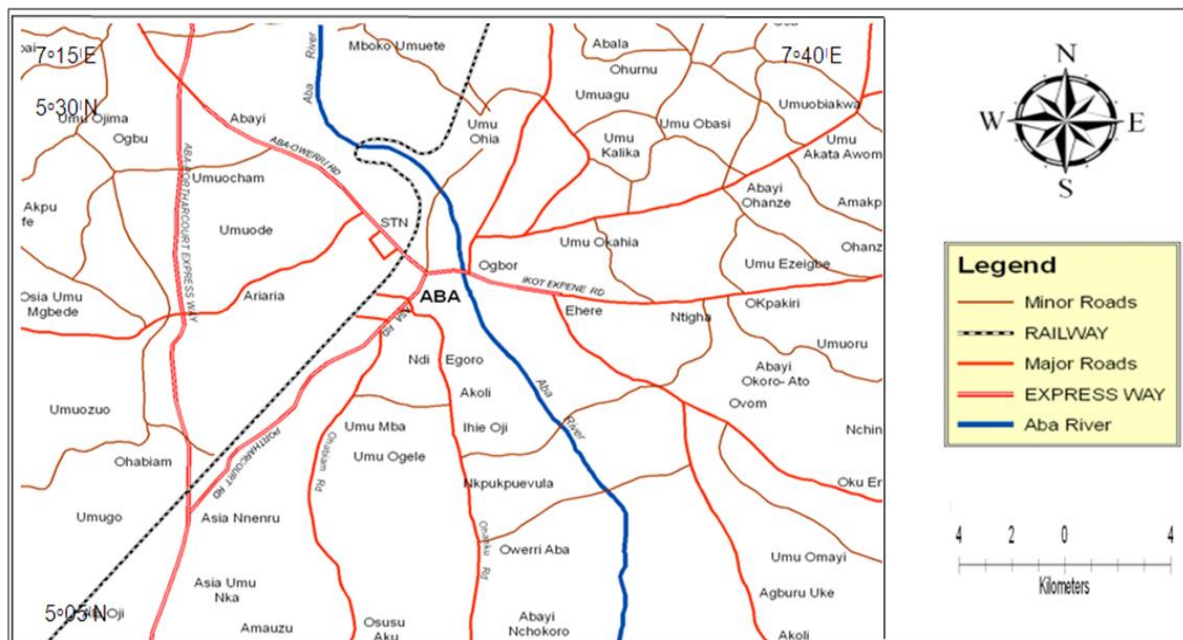 Mboko Umuete
Abala
7°15'E
Ohurnu
7°40'E
Aba River
Umuagu
Umuobiakwa
5°30'N
Umu Ojima
Abayi
Ogbu
Umu
Ohia
Umu Obasi
Umu
Kalika
Umu
Akata Awom
ABA-OWERRI RD
ABA-PORTHARCOURT EXPRESS WAY
Umuocham
Abayi
Ohanze
Akpu
fe
Amakp
Umuode
STN
Umu Okahia
Ohanz
Ogbor
Umu Ezeigbe
IKOT EKPENE RD
Osia Umu
Mgbede
Ariaria
ABA
Ehere
Ntigha
OKpakiri
ASA RD
Umuoru
Ndi
Egoro
Abayi
Okoro- Ato
Akoli
Aba River
Umuozuo
Ovom
Umu Mba
Ihie Oji
Nchin
Ohabiam
PORTHARCOURT RD
Ohabiam Rd
Umu Ogele
Nkpukpuevula
Oku Er
Umugo
Asia Nnenru
Owerri Aba
Umu Omayi
Asia Umu
Nka
Agburu Uke
5°05'N
Oji
Amauzu
Osusu
Aku
Abayi
Nchokoro
Akoli
N
W
E
S
Legend
Minor Roads
RAILWAY
Major Roads
EXPRESS WAY
Aba River
4 2 0 4
Kilometers